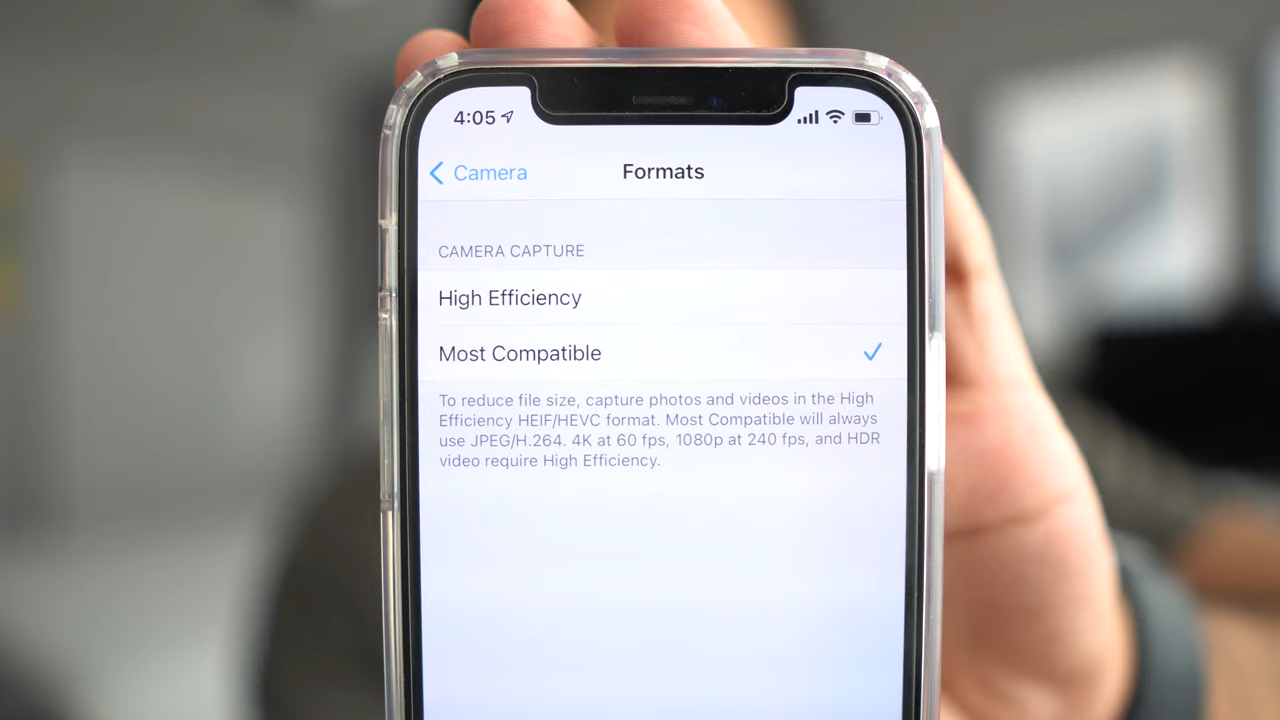 4:05
Camera
Formats
CAMERA CAPTURE
High Efficiency
Most Compatible
To reduce file size, capture photos and videos in the High
Efficiency HEIF/HEVC format. Most Compatible will always
use JPEG/H.264. 4K at 60 fps, 1080p at 240 fps, and HDR
video require High Efficiency.